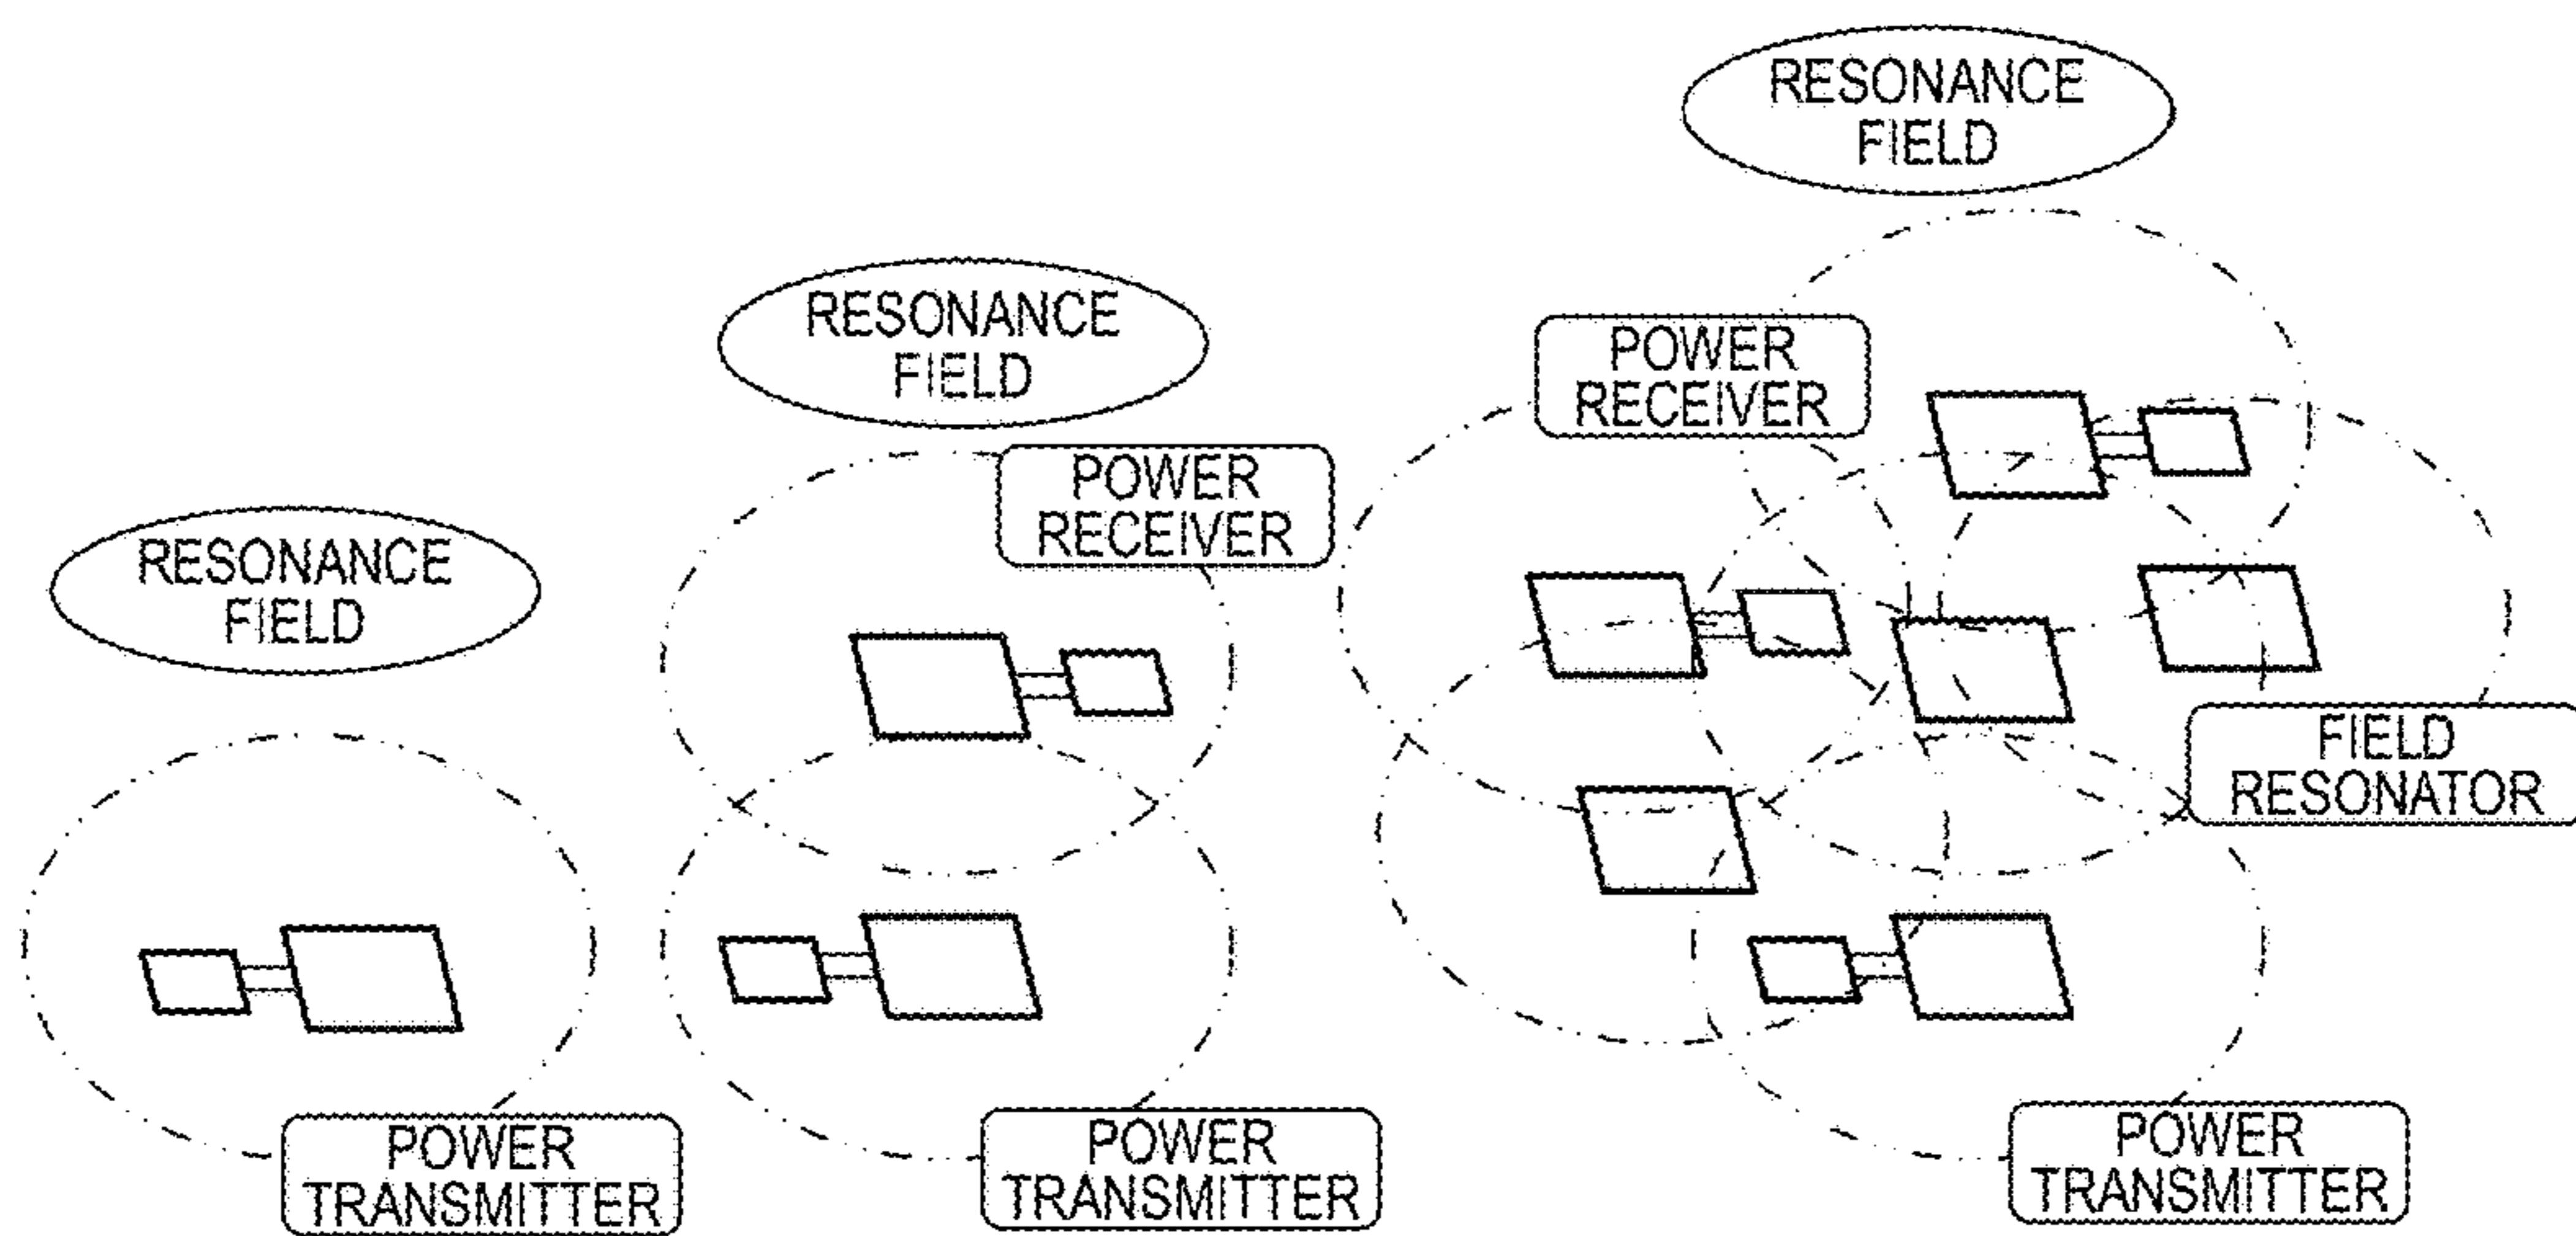 RESONANCE
FIELD
POWER
TRANSMITTER
RESONANCE
FIELD
POWER
RECEIVER
POWER
TRANSMITTER
RESONANCE
FIELD
POWER
RECEIVER
FIELD
RESONATOR
POWER
TRANSMITTER